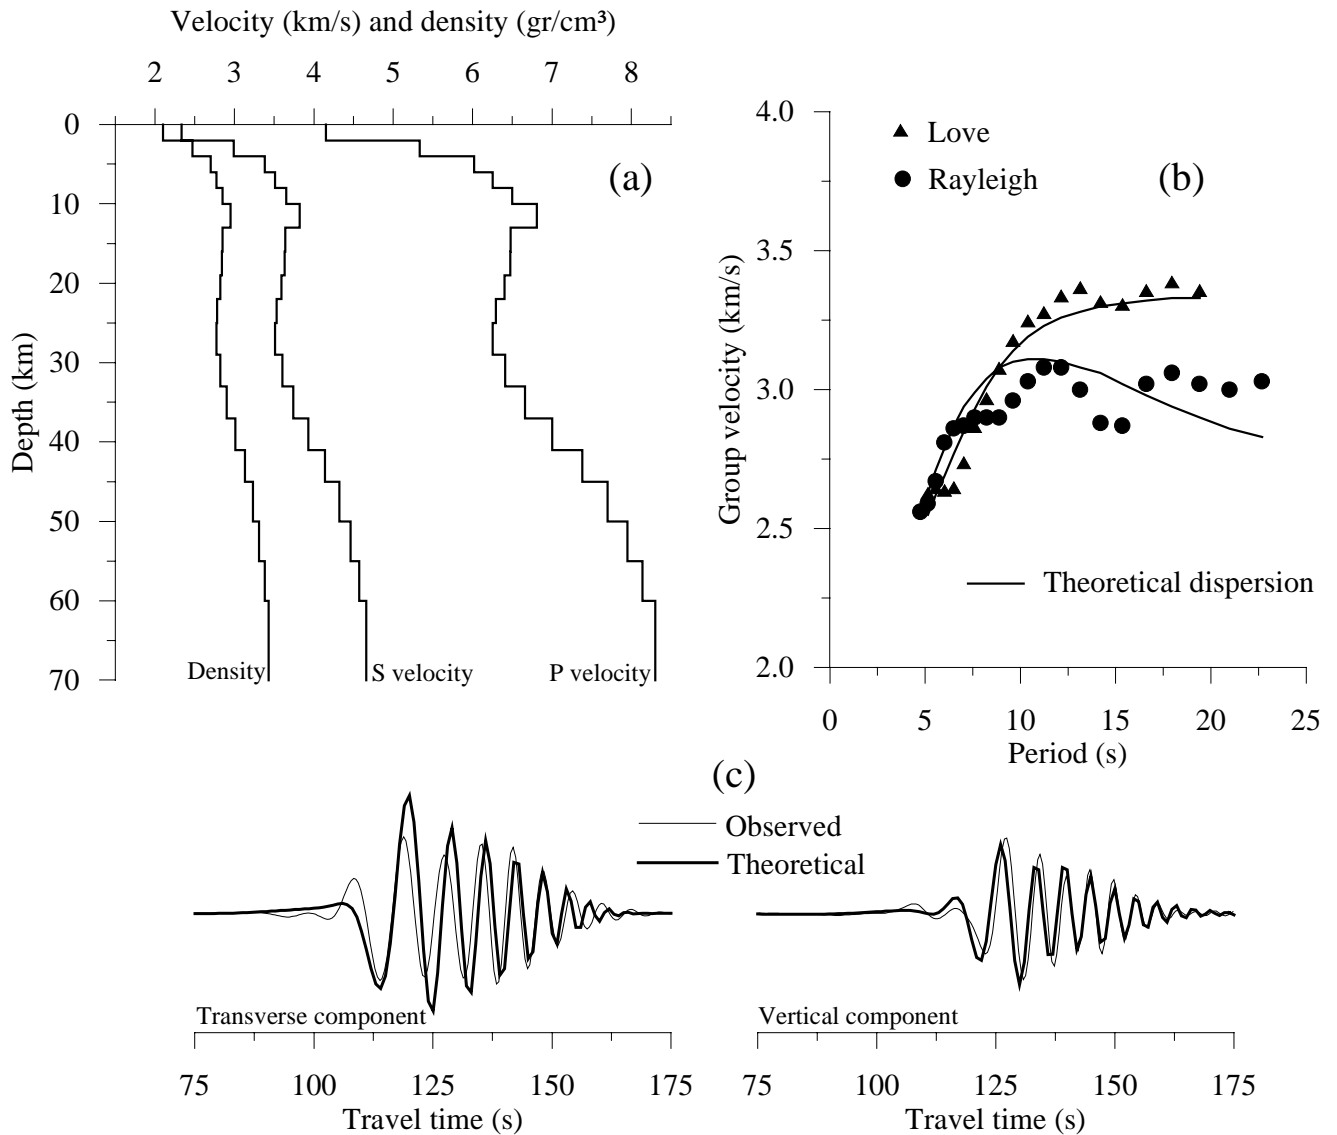 Velocity (km/s) and density (gr/cm³)
2 3 4 5 6 7 8
0
10
20
30
40
50
60
70
Depth (km)
(a)
Density
S velocity
P velocity
4.0
3.5
3.0
2.5
2.0
Group velocity (km/s)
Love
Rayleigh
(b)
Theoretical dispersion
0 5 10 15 20 25
Period (s)
(c)
Observed
Theoretical
Transverse component
75 100 125 150 175
Travel time (s)
Vertical component
75 100 125 150 175
Travel time (s)